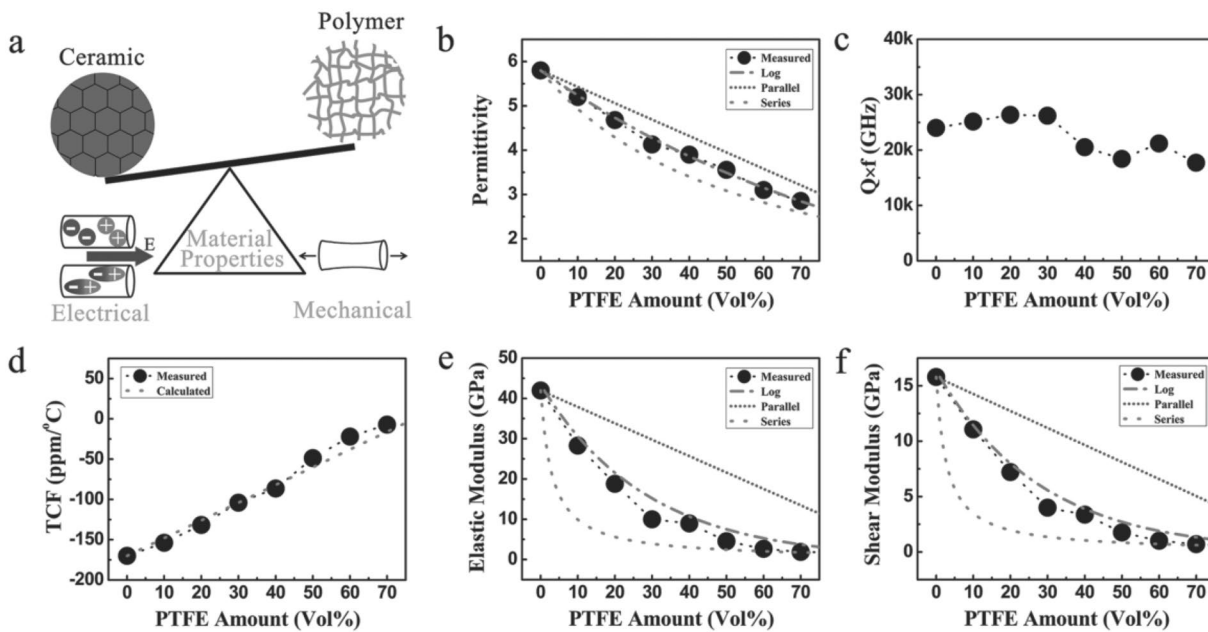 a
Ceramic
Polymer
E
Material
Properties
Electrical
Mechanical
b
Permittivity
6
5
4
3
2
Measured
Log
Parallel
Series
0 10 20 30 40 50 60 70
PTFE Amount (Vol%)
c
Q×f (GHz)
40k
30k
20k
10k
0
0 10 20 30 40 50 60 70
PTFE Amount (Vol%)
d
TCF (ppm/°C)
50
0
-50
-100
-150
-200
Measured
Calculated
0 10 20 30 40 50 60 70
PTFE Amount (Vol%)
e
Elastic Modulus (GPa)
50
40
30
20
10
0
Measured
Log
Parallel
Series
0 10 20 30 40 50 60 70
PTFE Amount (Vol%)
f
Shear Modulus (GPa)
15
10
5
0
Measured
Log
Parallel
Series
0 10 20 30 40 50 60 70
PTFE Amount (Vol%)